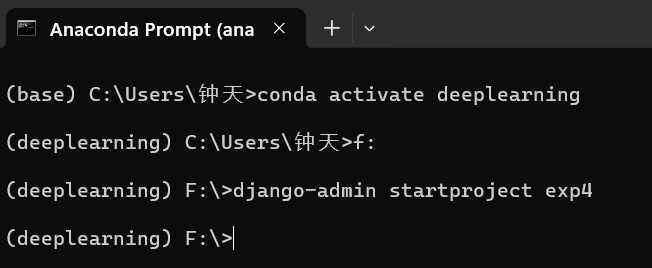 Anaconda Prompt (ana
(base) C:\Users\钟天>conda activate deeplearning
(deeplearning) C:\Users\钟天>f:
(deeplearning) F:\>django-admin startproject exp4
(deeplearning) F:\>